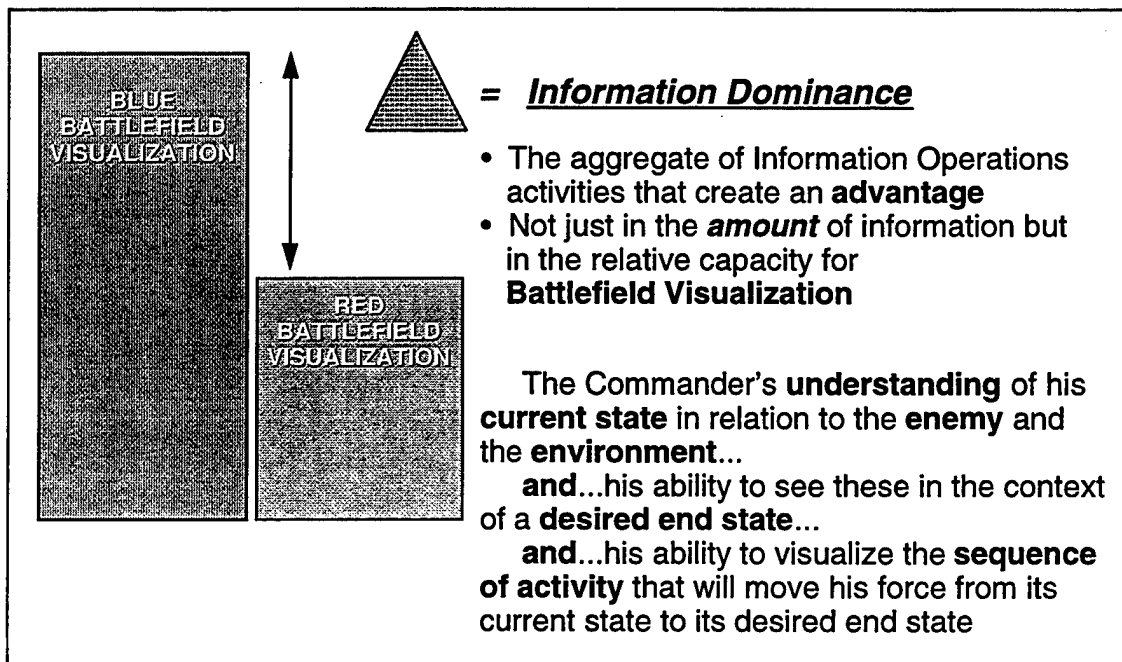 BLUE
BATTLEFIELD
VISUALIZATION
RED
BATTLEFIELD
VISUALIZATION
= Information Dominance
• The aggregate of Information Operations
activities that create an advantage
• Not just in the amount of information but
in the relative capacity for
Battlefield Visualization
The Commander's understanding of his
current state in relation to the enemy and
the environment...
and...his ability to see these in the context
of a desired end state...
and...his ability to visualize the sequence
of activity that will move his force from its
current state to its desired end state